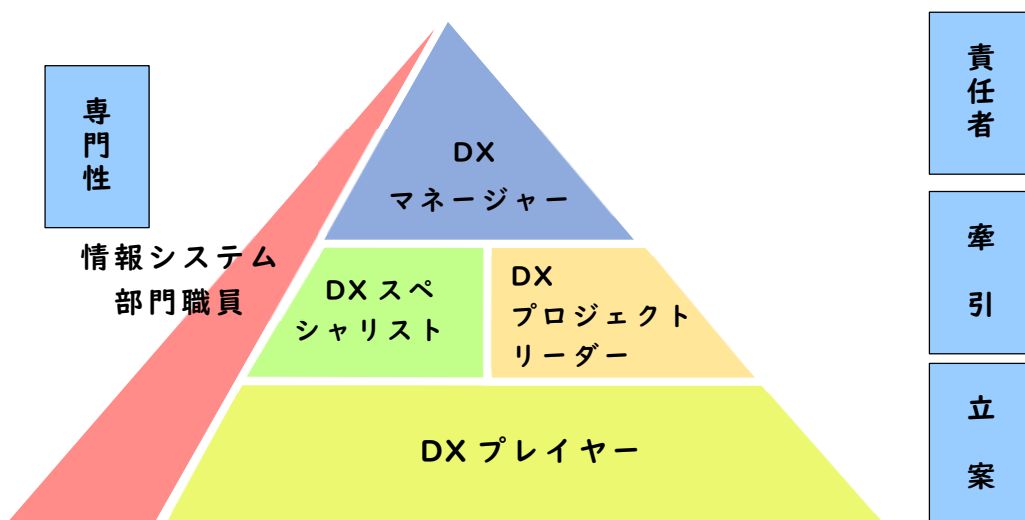 専門性
責任者
DX
マネージャー
情報システム
部門職員
DX スペ
シャリスト
DX
プロジェクト
リーダー
牽引
DX プレイヤー
立案